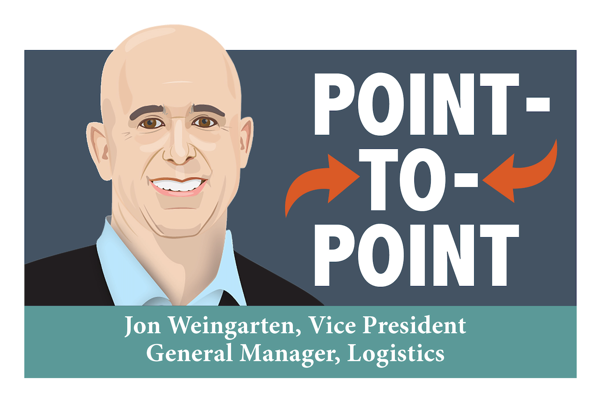 POINT-
TO-
POINT
Jon Weingarten, Vice President
General Manager, Logistics